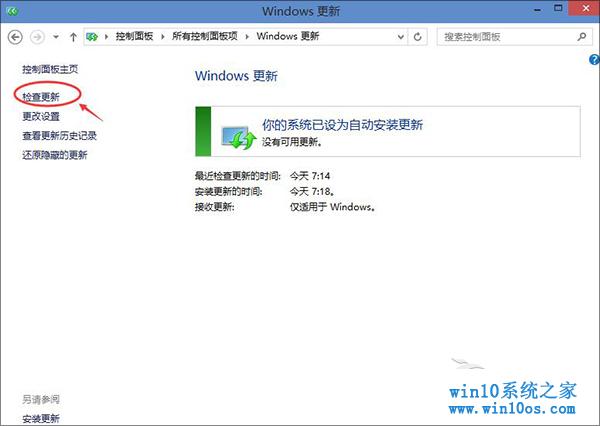 Windows 更新
控制面板 所有控制面板项 Windows 更新
搜索控制面板
控制面板主页
检查更新
更改设置
查看更新历史记录
还原隐藏的更新
Windows 更新
你的系统已设为自动安装更新
没有可用更新。
最近检查更新的时间: 今天 7:14
安装更新的时间: 今天 7:18。
接收更新: 仅适用于 Windows。
另请参阅
安装更新
win10系统之家
www.win10os.com